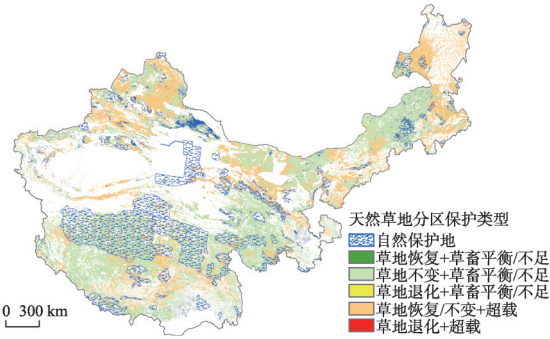 天然草地分区保护类型
自然保护地
草地恢复+草畜平衡/不足
草地不变+草畜平衡/不足
草地退化+草畜平衡/不足
草地恢复/不变+超载
草地退化+超载
0 300 km